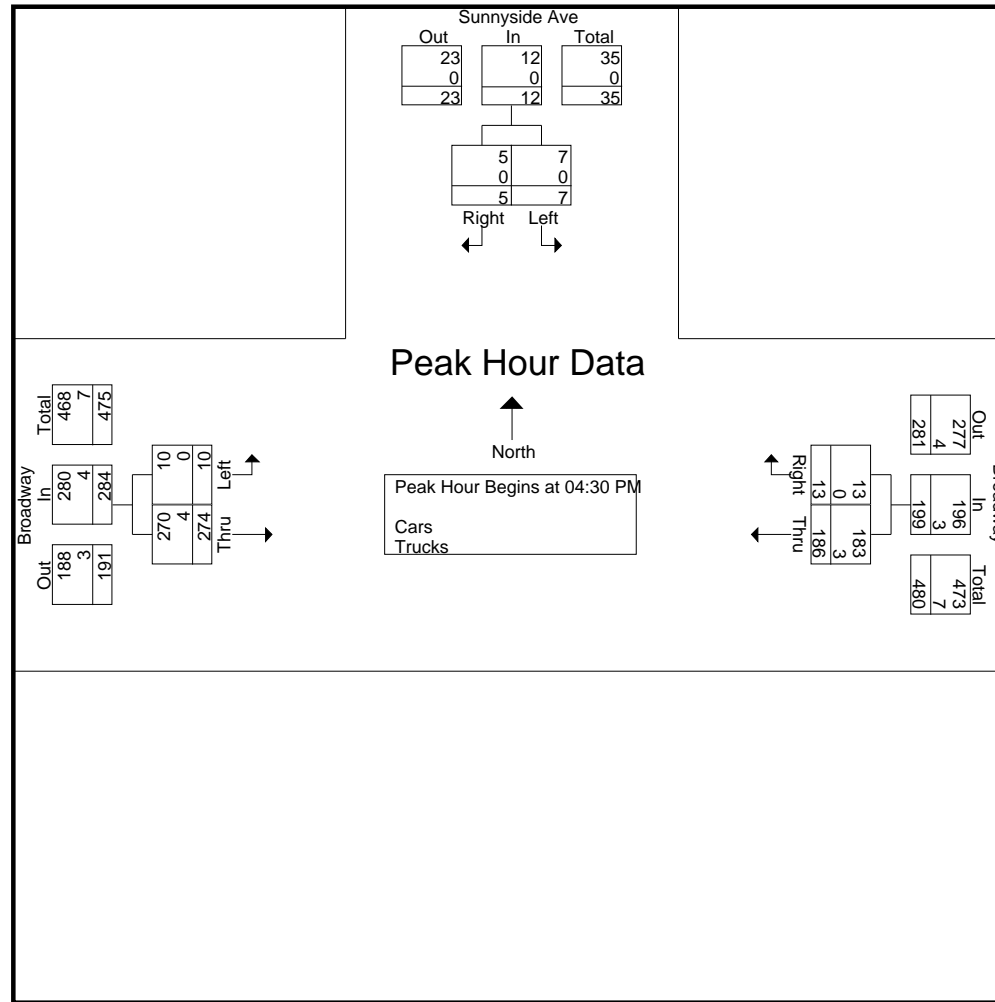 Sunnyside Ave
Out In Total
23 12 35
0 0 0
23 12 35
5 7
0 0
5 7
Right Left
Peak Hour Data
North
Peak Hour Begins at 04:30 PM
Cars
Trucks
Broadway
Out In Total
188 280 468
3 4 7
191 284 475
270 10
4 0
274 10
Thru Left
Out In Total
277 196 473
4 3 7
281 199 480
13 183
0 3
13 186
Right Thru